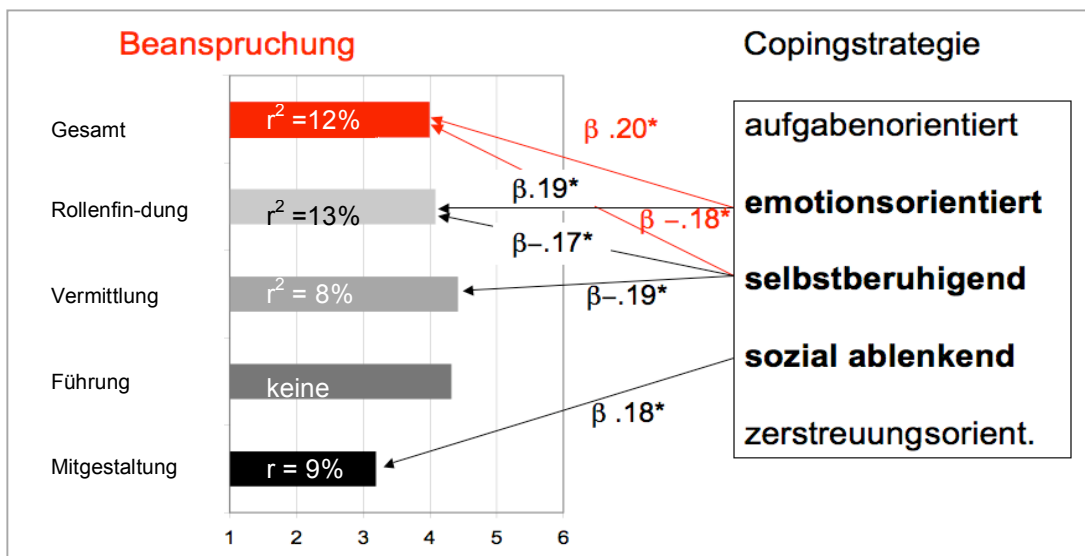 Beanspruchung
Copingstrategie
Gesamt
r² =12%
Rollenfin-dung
r² =13%
Vermittlung
r² = 8%
Führung
keine
Mitgestaltung
r = 9%
1 2 3 4 5 6
β .20*
β.19*
β –.18*
β–.17*
β–.19*
β .18*
aufgabenorientiert
emotionsorientiert
selbstberuhigend
sozial ablenkend
zerstreuungsorient.